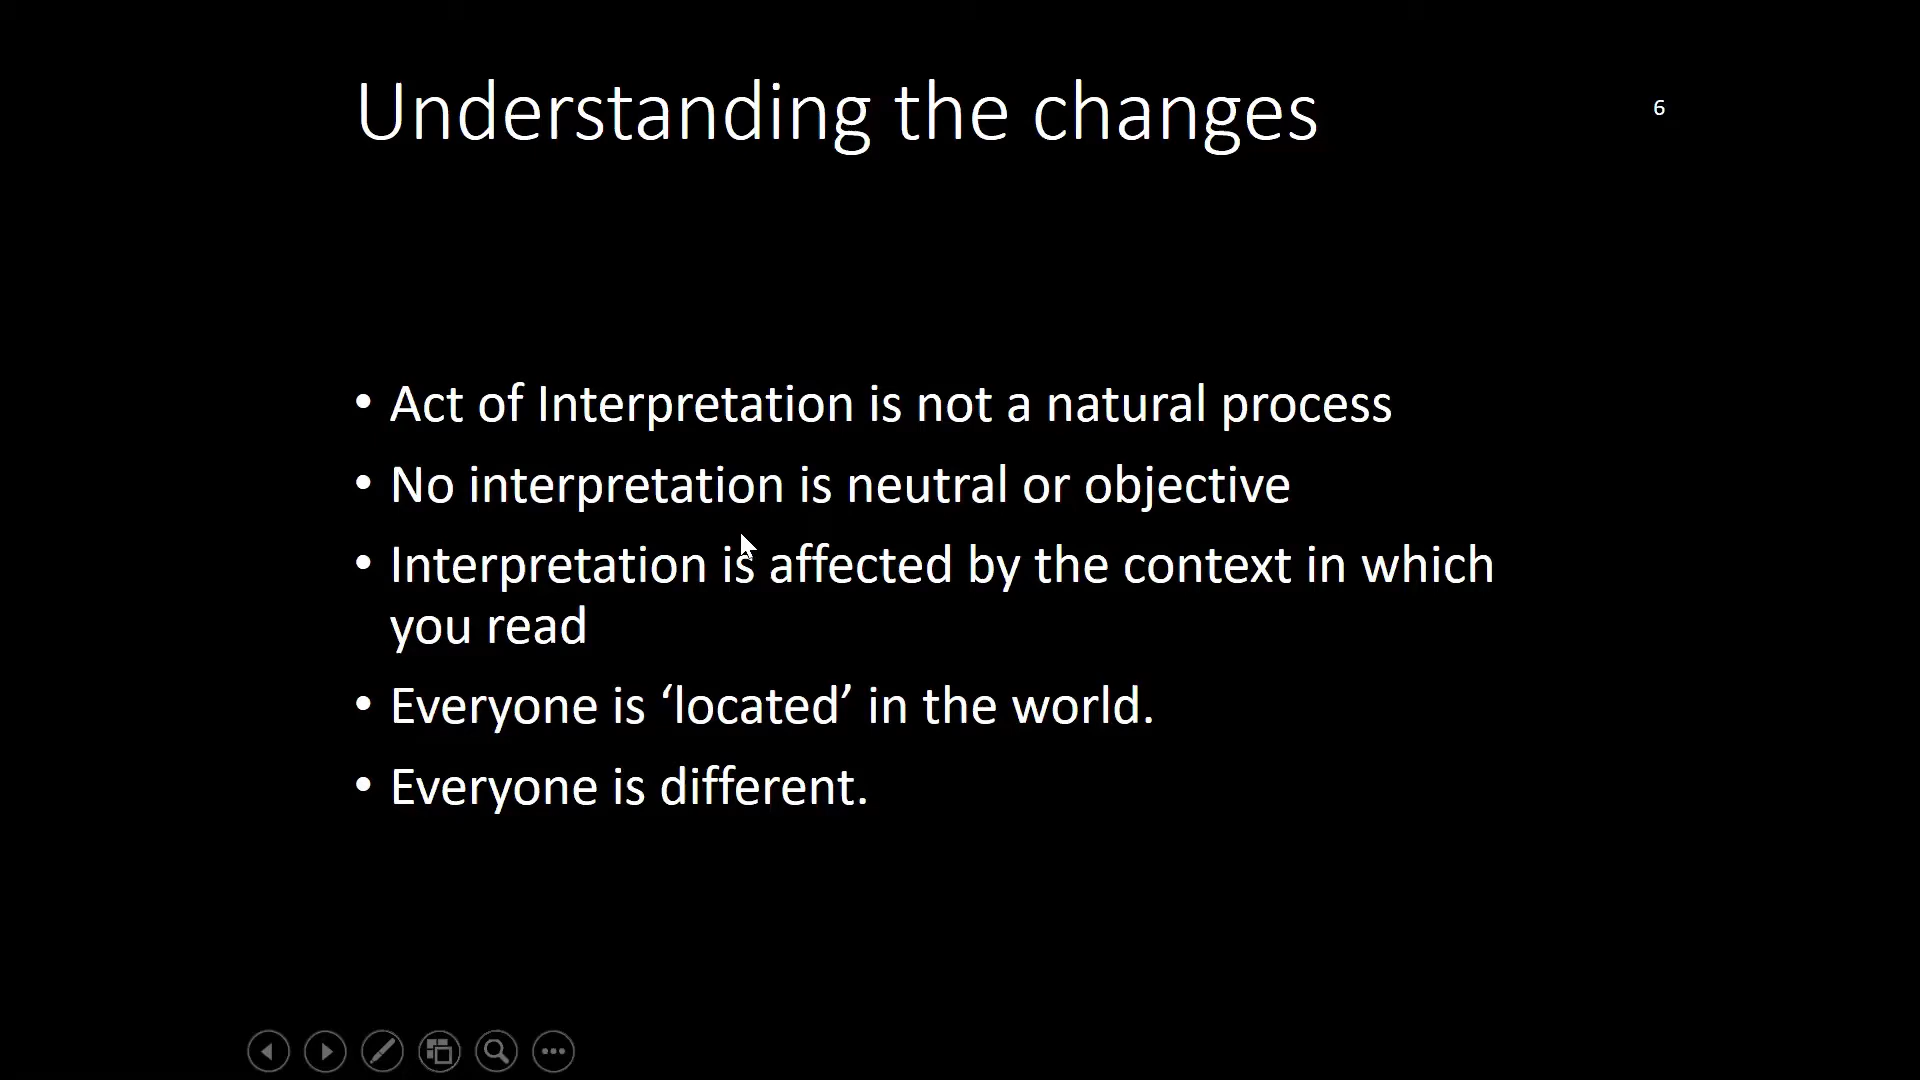 Understanding the changes
6
• Act of Interpretation is not a natural process
• No interpretation is neutral or objective
• Interpretation is affected by the context in which
you read
• Everyone is ‘located’ in the world.
• Everyone is different.